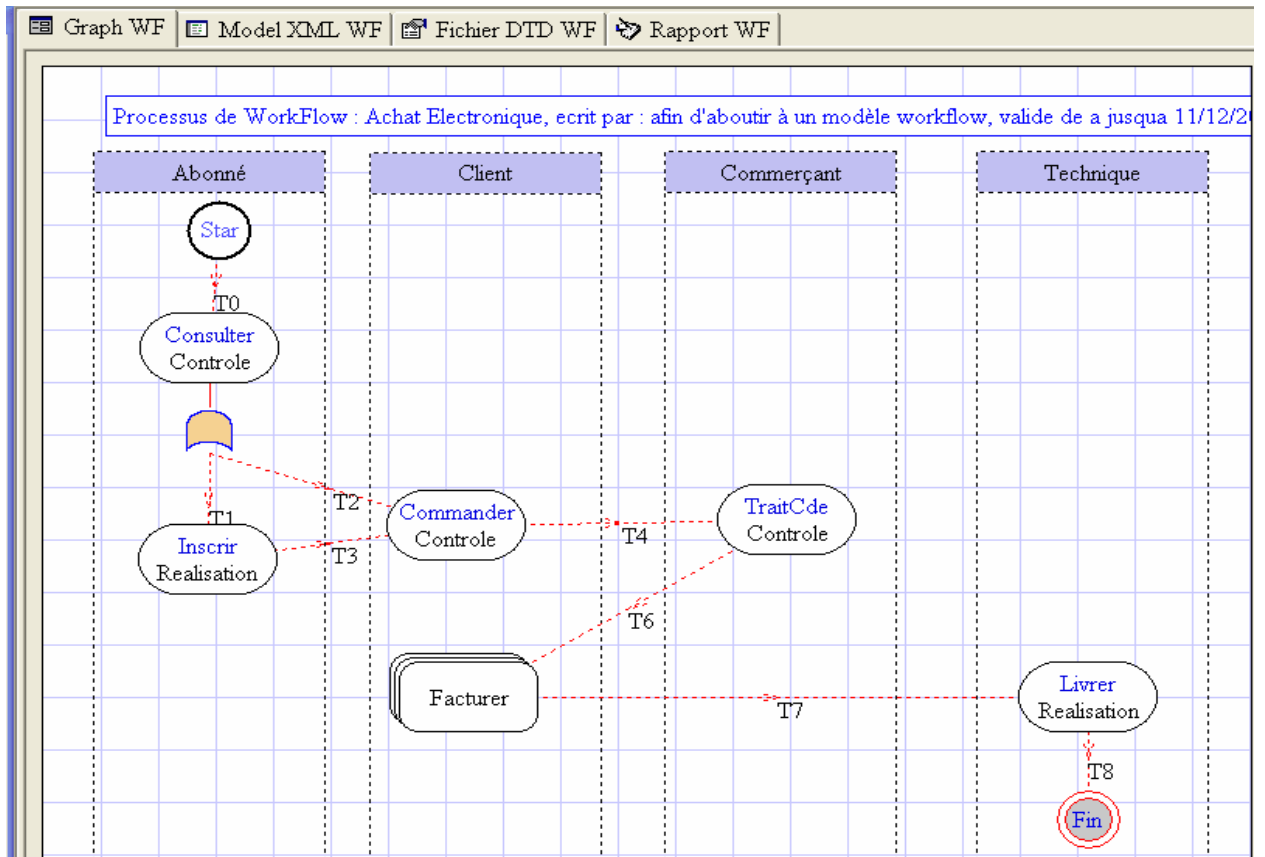 Graph WF Model XML WF Fichier DTD WF Rapport WF
Processus de WorkFlow : Achat Electronique, ecrit par : afin d'aboutir à un modèle workflow, valide de a jusqua 11/12/2
Abonné Client Commerçant Technique
Star
T0
Consulter
Controle
T2
Commander
Controle
TraitCde
Controle
T4
T1
Inscrir
Realisation
T3
T6
Facturer
Livrer
Realisation
T7
T8
Fin